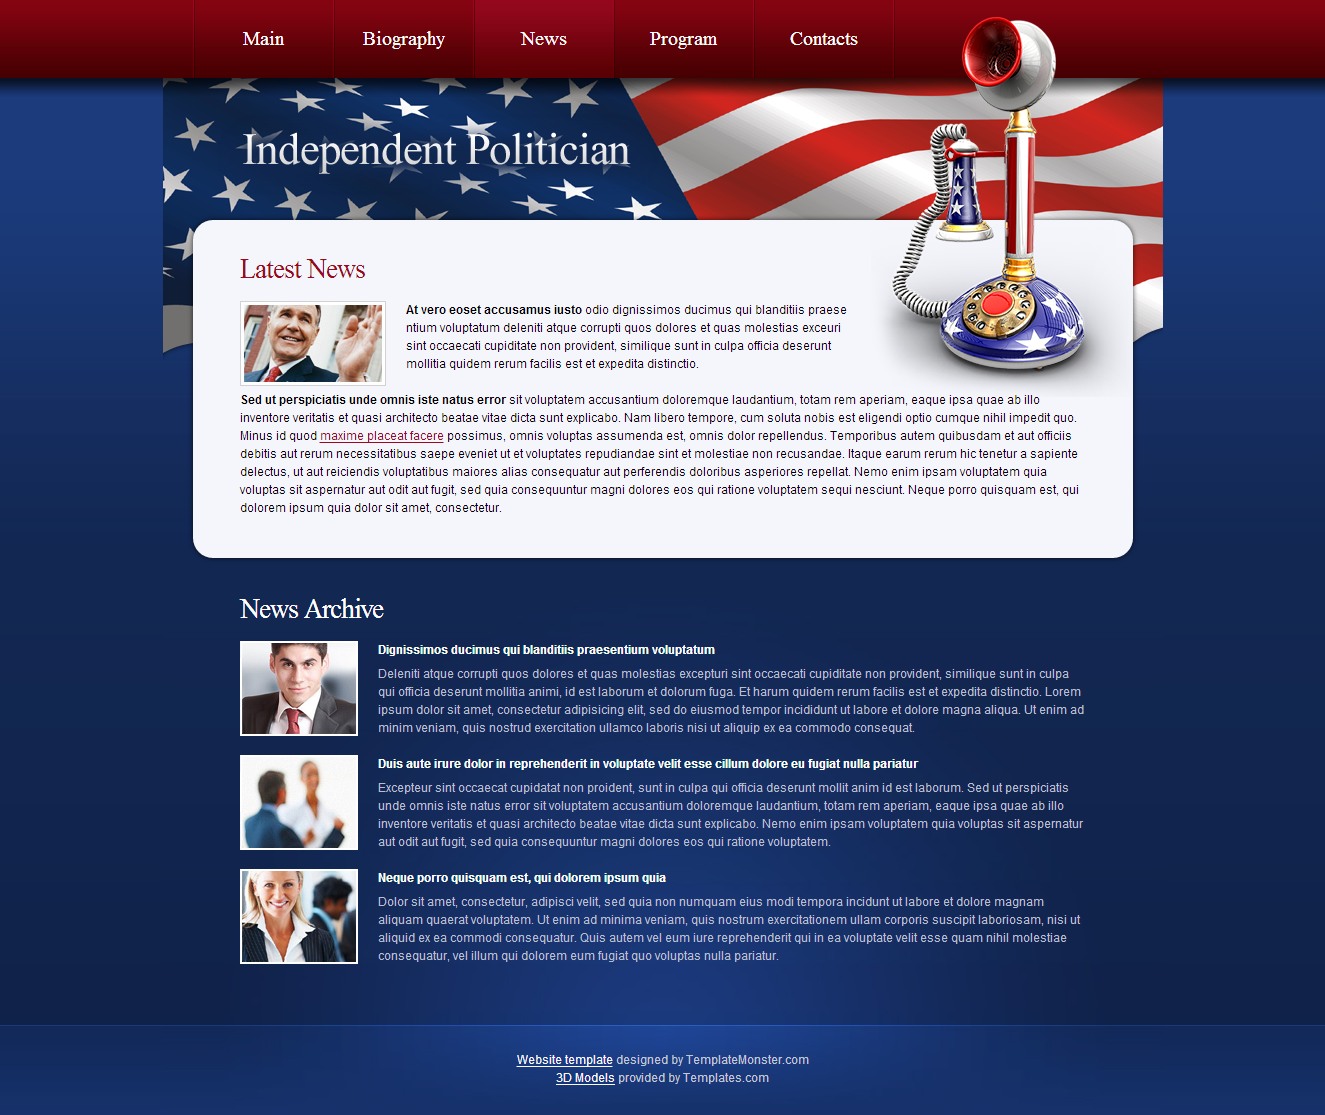 Main
Biography
News
Program
Contacts
Independent Politician
Latest News
At vero eoset accusamus iusto odio dignissimos ducimus qui blanditiis praese
ntium voluptatum deleniti atque corrupti quos dolores et quas molestias exceuri
sint occaecati cupiditate non provident, similique sunt in culpa officia deserunt
mollitia quidem rerum facilis est et expedita distinctio.
Sed ut perspiciatis unde omnis iste natus error sit voluptatem accusantium doloremque laudantium, totam rem aperiam, eaque ipsa quae ab illo
inventore veritatis et quasi architecto beatae vitae dicta sunt explicabo. Nam libero tempore, cum soluta nobis est eligendi optio cumque nihil impedit quo.
Minus id quod maxime placeat facere possimus, omnis voluptas assumenda est, omnis dolor repellendus. Temporibus autem quibusdam et aut officiis
debitis aut rerum necessitatibus saepe eveniet ut et voluptates repudiandae sint et molestiae non recusandae. Itaque earum rerum hic tenetur a sapiente
delectus, ut aut reiciendis voluptatibus maiores alias consequatur aut perferendis doloribus asperiores repellat. Nemo enim ipsam voluptatem quia
voluptas sit aspernatur aut odit aut fugit, sed quia consequuntur magni dolores eos qui ratione voluptatem sequi nesciunt. Neque porro quisquam est, qui
dolorem ipsum quia dolor sit amet, consectetur.
News Archive
Dignissimos ducimus qui blanditiis praesentium voluptatum
Deleniti atque corrupti quos dolores et quas molestias excepturi sint occaecati cupiditate non provident, similique sunt in culpa
qui officia deserunt mollitia animi, id est laborum et dolorum fuga. Et harum quidem rerum facilis est et expedita distinctio. Lorem
ipsum dolor sit amet, consectetur adipisicing elit, sed do eiusmod tempor incididunt ut labore et dolore magna aliqua. Ut enim ad
minim veniam, quis nostrud exercitation ullamco laboris nisi ut aliquip ex ea commodo consequat.
Duis aute irure dolor in reprehenderit in voluptate velit esse cillum dolore eu fugiat nulla pariatur
Excepteur sint occaecat cupidatat non proident, sunt in culpa qui officia deserunt mollit anim id est laborum. Sed ut perspiciatis
unde omnis iste natus error sit voluptatem accusantium doloremque laudantium, totam rem aperiam, eaque ipsa quae ab illo
inventore veritatis et quasi architecto beatae vitae dicta sunt explicabo. Nemo enim ipsam voluptatem quia voluptas sit aspernatur
aut odit aut fugit, sed quia consequuntur magni dolores eos qui ratione voluptatem.
Neque porro quisquam est, qui dolorem ipsum quia
Dolor sit amet, consectetur, adipisci velit, sed quia non numquam eius modi tempora incidunt ut labore et dolore magnam
aliquam quaerat voluptatem. Ut enim ad minima veniam, quis nostrum exercitationem ullam corporis suscipit laboriosam, nisi ut
aliquid ex ea commodi consequatur. Quis autem vel eum iure reprehenderit qui in ea voluptate velit esse quam nihil molestiae
consequatur, vel illum qui dolorem eum fugiat quo voluptas nulla pariatur.
Website template designed by TemplateMonster.com
3D Models provided by Templates.com